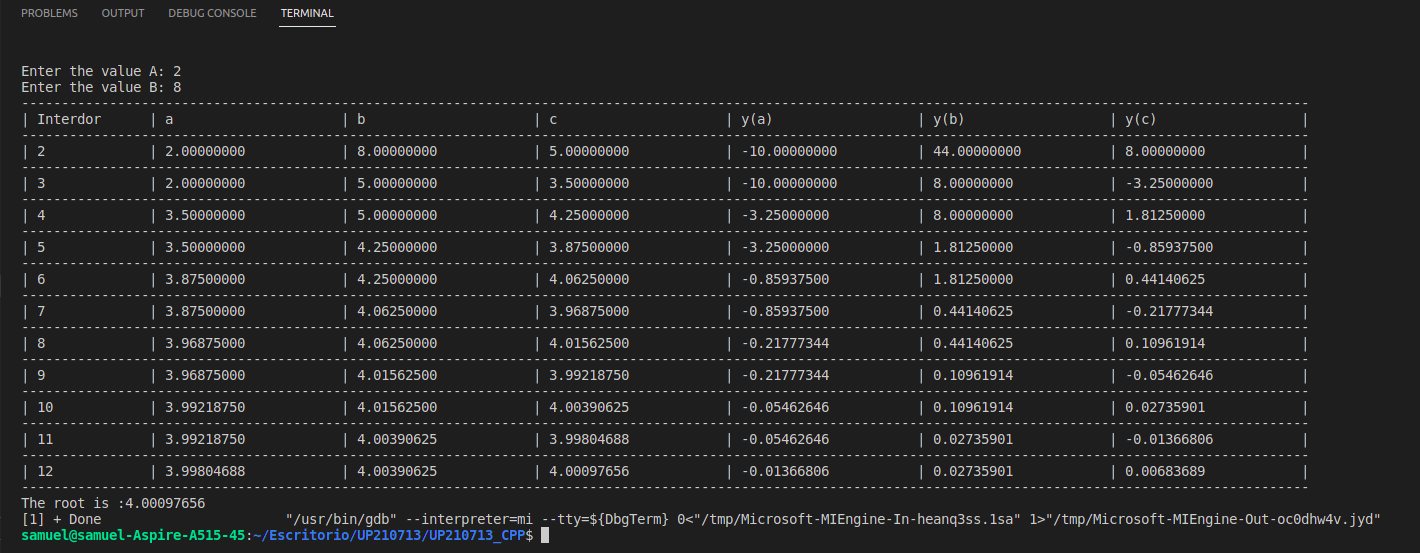 PROBLEMS OUTPUT DEBUG CONSOLE TERMINAL
Enter the value A: 2
Enter the value B: 8
| Interdor | a | b | c | y(a) | y(b) | y(c) |
| 2 | 2.00000000 | 8.00000000 | 5.00000000 | -10.00000000 | 44.00000000 | 8.00000000 |
| 3 | 2.00000000 | 5.00000000 | 3.50000000 | -10.00000000 | 8.00000000 | -3.25000000 |
| 4 | 3.50000000 | 5.00000000 | 4.25000000 | -3.25000000 | 8.00000000 | 1.81250000 |
| 5 | 3.50000000 | 4.25000000 | 3.87500000 | -3.25000000 | 1.81250000 | -0.85937500 |
| 6 | 3.87500000 | 4.25000000 | 4.06250000 | -0.85937500 | 1.81250000 | 0.44140625 |
| 7 | 3.87500000 | 4.06250000 | 3.96875000 | -0.85937500 | 0.44140625 | -0.21777344 |
| 8 | 3.96875000 | 4.06250000 | 4.01562500 | -0.21777344 | 0.44140625 | 0.10961914 |
| 9 | 3.96875000 | 4.01562500 | 3.99218750 | -0.21777344 | 0.10961914 | -0.05462646 |
| 10 | 3.99218750 | 4.01562500 | 4.00390625 | -0.05462646 | 0.10961914 | 0.02735901 |
| 11 | 3.99218750 | 4.00390625 | 3.99804688 | -0.05462646 | 0.02735901 | -0.01366806 |
| 12 | 3.99804688 | 4.00390625 | 4.00097656 | -0.01366806 | 0.02735901 | 0.00683689 |
The root is :4.00097656
[1] + Done "/usr/bin/gdb" --interpreter=mi --tty=${DbgTerm} 0<"/tmp/Microsoft-MIEngine-In-heanq3ss.1sa" 1>"/tmp/Microsoft-MIEngine-Out-oc0dhw4v.jyd"
samuel@samuel-Aspire-A515-45:~/Escritorio/UP210713/UP210713_CPP$